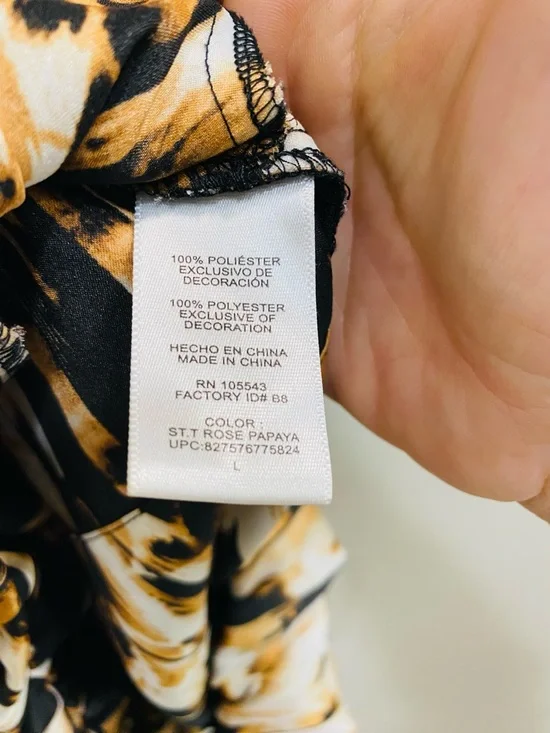 100% POLIÉSTER
EXCLUSIVO DE
DECORACIÓN
100% POLYESTER
EXCLUSIVE OF
DECORATION
HECHO EN CHINA
MADE IN CHINA
RN 105543
FACTORY ID# B8
COLOR :
ST.T ROSE PAPAYA
UPC:827576775824
L